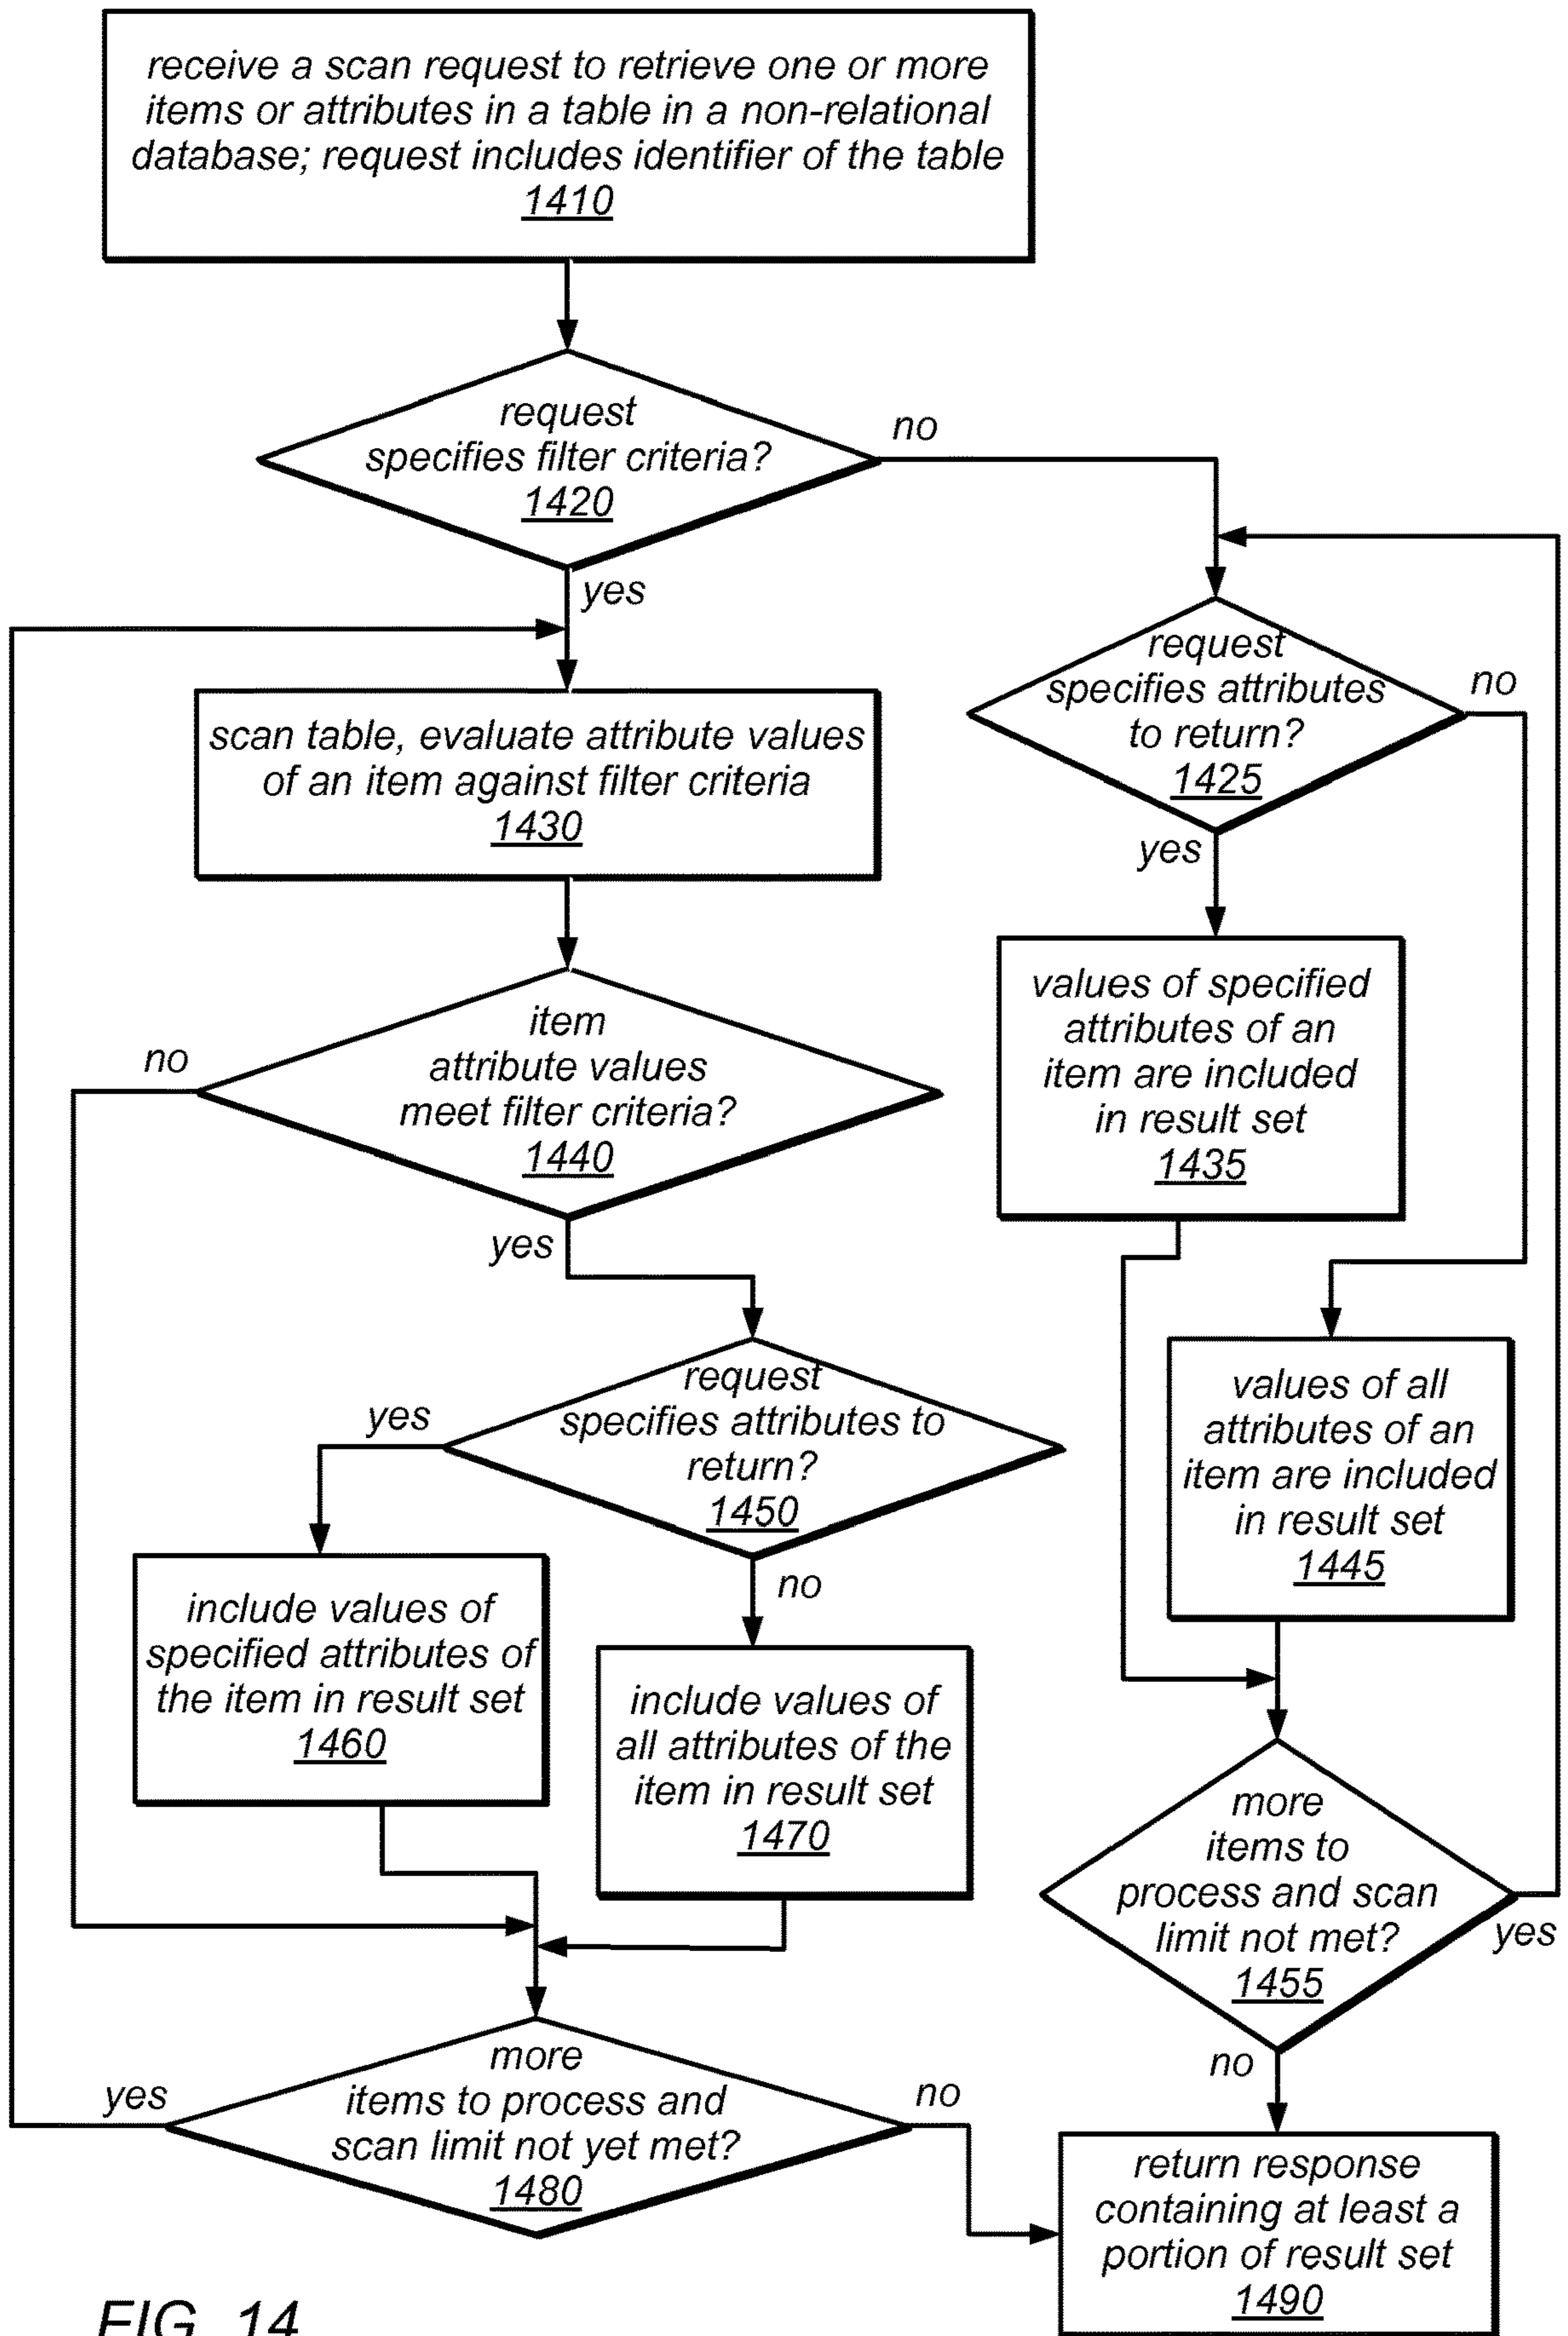 receive a scan request to retrieve one or more
items or attributes in a table in a non-relational
database; request includes identifier of the table
1410
request
specifies filter criteria?
1420
no
yes
request
specifies attributes
to return?
1425
no
yes
scan table, evaluate attribute values
of an item against filter criteria
1430
values of specified
attributes of an
item are included
in result set
1435
item
attribute values
meet filter criteria?
1440
no
yes
values of all
attributes of an
item are included
in result set
1445
request
specifies attributes to
return?
1450
yes
no
include values of
specified attributes of
the item in result set
1460
include values of
all attributes of the
item in result set
1470
more
items to
process and scan
limit not met?
1455
yes
no
more
items to process and
scan limit not yet met?
1480
yes
no
return response
containing at least a
portion of result set
1490
FIG. 14